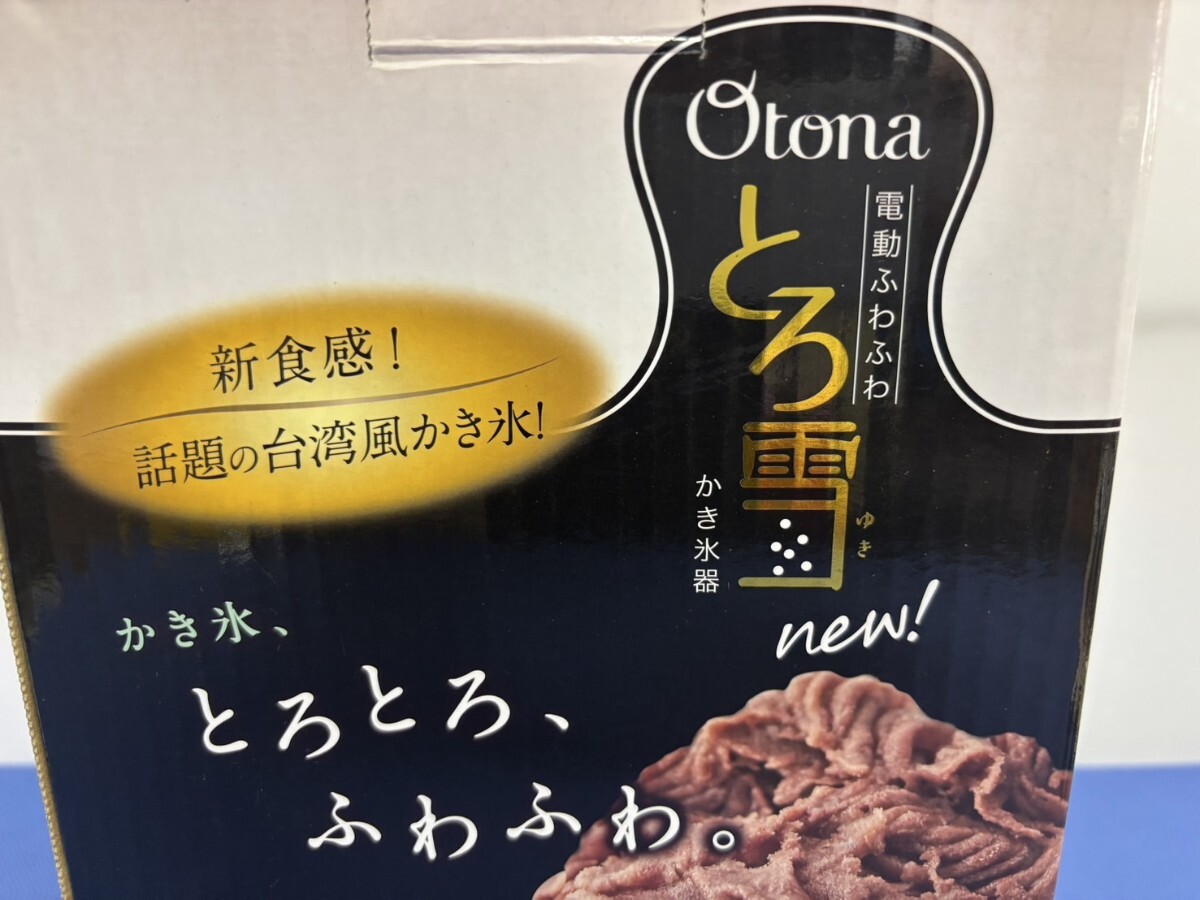 Otona
電動ふわふわ
とろ雪
ゆき
かき氷器
new!
新食感!
話題の台湾風かき氷!
かき氷、
とろとろ、
ふわふわ。